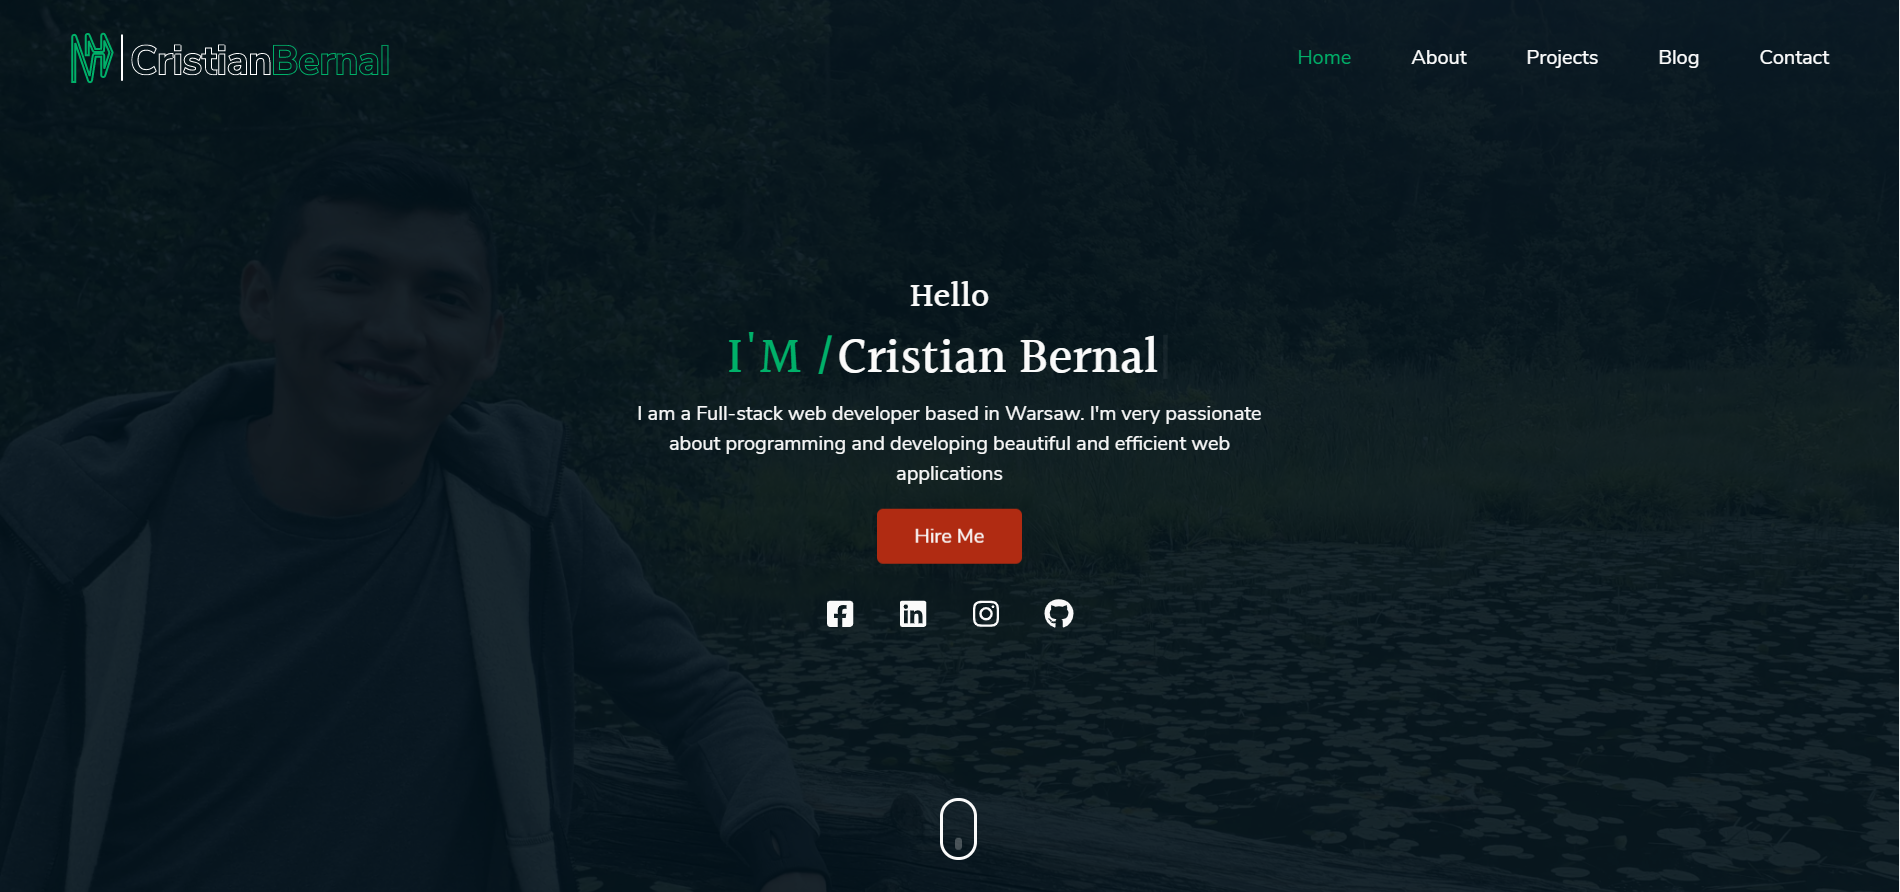 CristianBernal
Home About Projects Blog Contact
Hello
I'M /Cristian Bernal
I am a Full-stack web developer based in Warsaw. I'm very passionate
about programming and developing beautiful and efficient web
applications
Hire Me